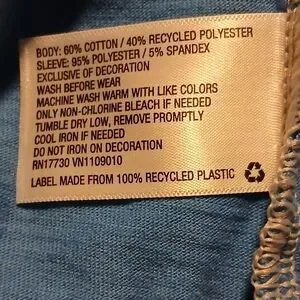 BODY: 60% COTTON / 40% RECYCLED POLYESTER
SLEEVE: 95% POLYESTER / 5% SPANDEX
EXCLUSIVE OF DECORATION
WASH BEFORE WEAR
MACHINE WASH WARM WITH LIKE COLORS
ONLY NON-CHLORINE BLEACH IF NEEDED
TUMBLE DRY LOW, REMOVE PROMPTLY
COOL IRON IF NEEDED
DO NOT IRON ON DECORATION
RN17730 VN1109010
LABEL MADE FROM 100% RECYCLED PLASTIC